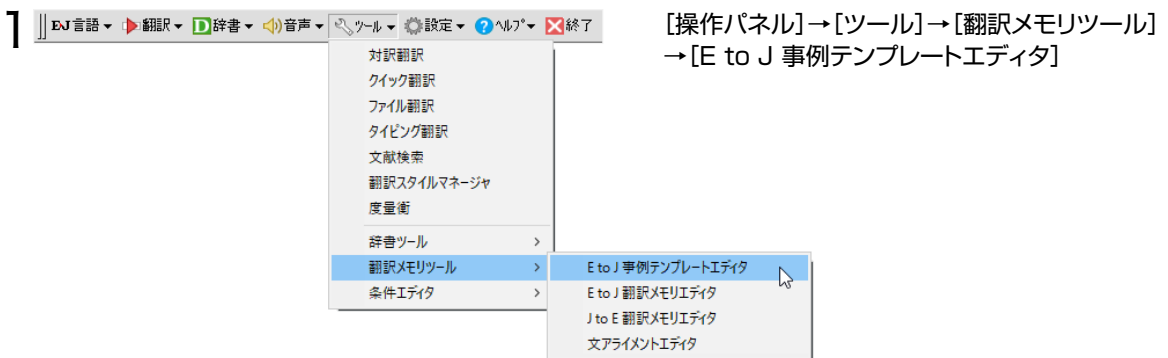 1
EJ言語 翻訳 D辞書 音声 ツール 設定 ?ヘルプ 終了
[操作パネル]→[ツール]→[翻訳メモリツール]
→[E to J 事例テンプレートエディタ]
対訳翻訳
クイック翻訳
ファイル翻訳
タイピング翻訳
文献検索
翻訳スタイルマネージャ
度量衡
辞書ツール >
翻訳メモリツール >
条件エディタ >
E to J 事例テンプレートエディタ
E to J 翻訳メモリエディタ
J to E 翻訳メモリエディタ
文アライメントエディタ